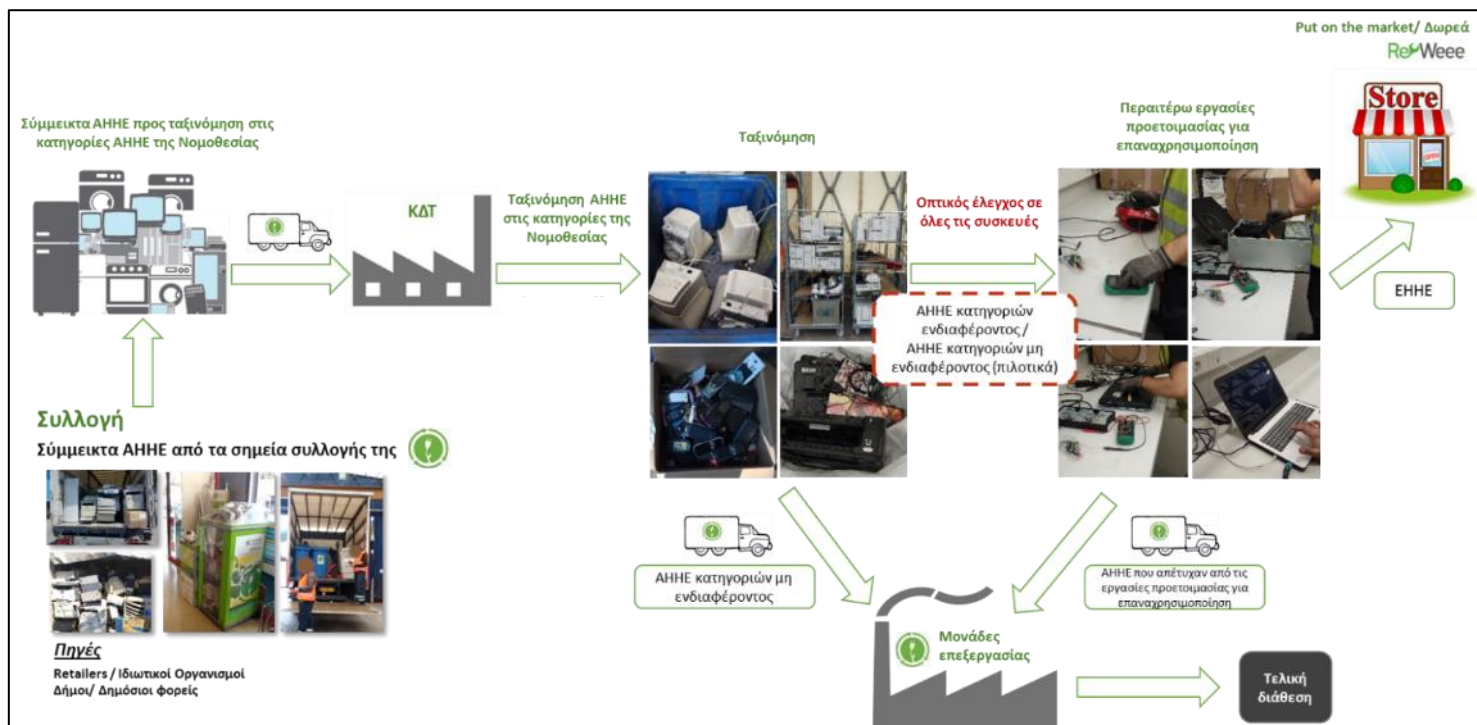 Put on the market/ Δωρεά
ReWeee
Store
OPEN
Σύμμεικτα ΑΗΗΕ προς ταξινόμηση στις
κατηγορίες ΑΗΗΕ της Νομοθεσίας
ΚΔΤ
Ταξινόμηση ΑΗΗΕ
στις κατηγορίες της
Νομοθεσίας
Ταξινόμηση
Οπτικός έλεγχος σε
όλες τις συσκευές
ΑΗΗΕ κατηγοριών
ενδιαφέροντος /
ΑΗΗΕ κατηγοριών μη
ενδιαφέροντος (πιλοτικά)
Περαιτέρω εργασίες
προετοιμασίας για
επαναχρησιμοποίηση
ΕΗΗΕ
Συλλογή
Σύμμεικτα ΑΗΗΕ από τα σημεία συλλογής της
Πηγές
Retailers / Ιδιωτικοί Οργανισμοί
Δήμοι/ Δημόσιοι φορείς
ΑΗΗΕ κατηγοριών μη
ενδιαφέροντος
ΑΗΗΕ που απέτυχαν από τις
εργασίες προετοιμασίας για
επαναχρησιμοποίηση
Μονάδες
επεξεργασίας
Τελική
διάθεση